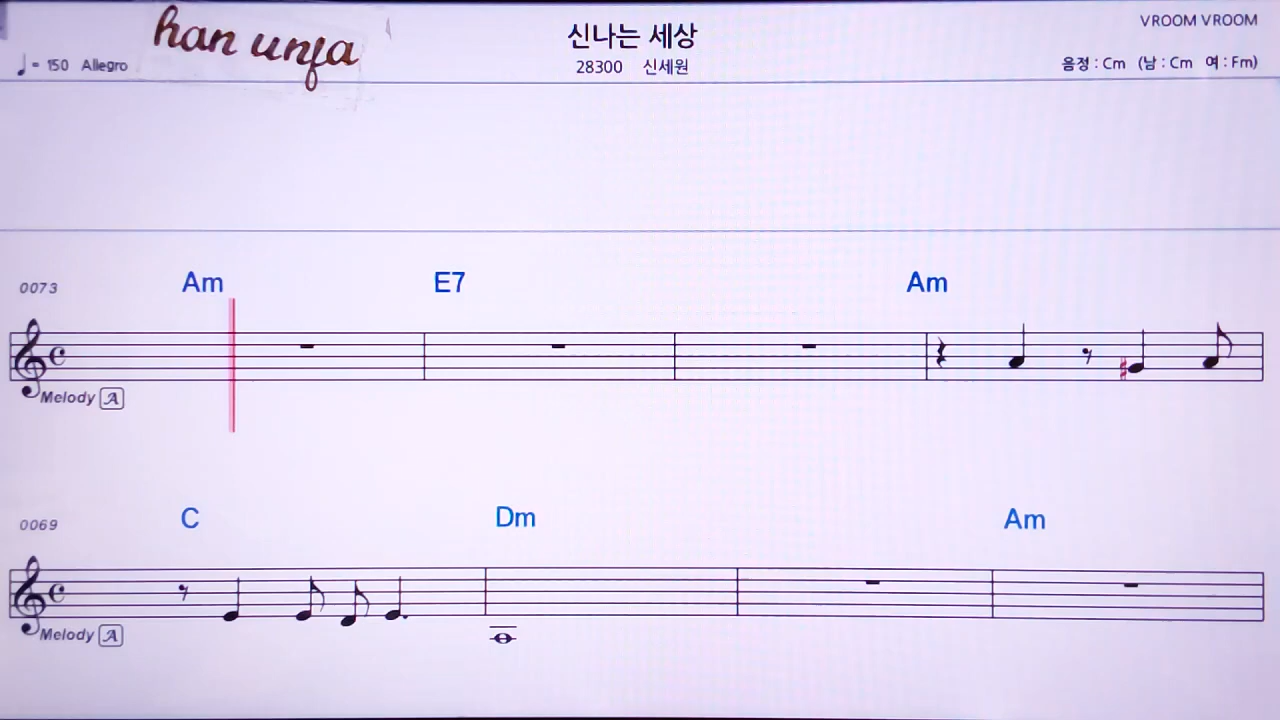 han unja
신나는 세상
VROOM VROOM
♩= 150 Allegro
28300 신세원
음정 : Cm (남 : Cm 여 : Fm)
Am E7 Am
0073
Melody A
C Dm Am
0069
Melody A